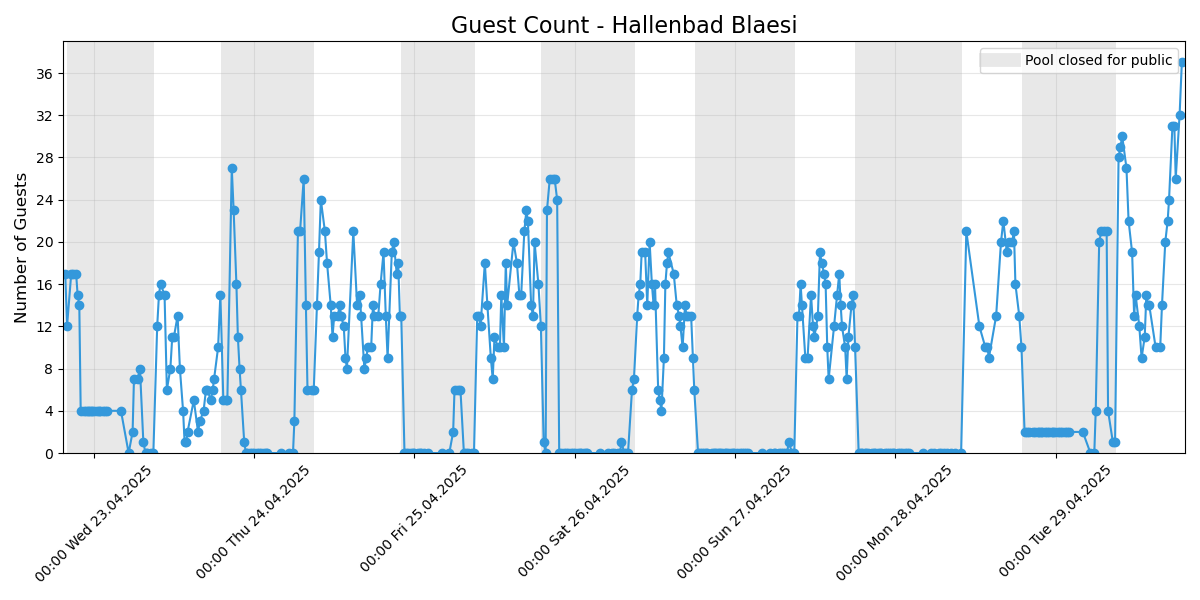 Guest Count - Hallenbad Blaesi
Pool closed for public
Number of Guests
36
32
28
24
20
16
12
8
4
0
00:00 Wed 23.04.2025
00:00 Thu 24.04.2025
00:00 Fri 25.04.2025
00:00 Sat 26.04.2025
00:00 Sun 27.04.2025
00:00 Mon 28.04.2025
00:00 Tue 29.04.2025